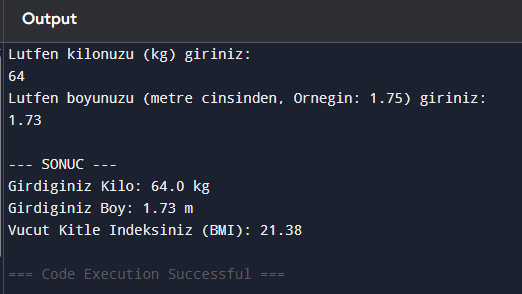 Output
Lutfen kilonuzu (kg) giriniz:
64
Lutfen boyunuzu (metre cinsinden, Ornegin: 1.75) giriniz:
1.73
--- SONUC ---
Girdiginiz Kilo: 64.0 kg
Girdiginiz Boy: 1.73 m
Vucut Kitle Indeksiniz (BMI): 21.38
=== Code Execution Successful ===